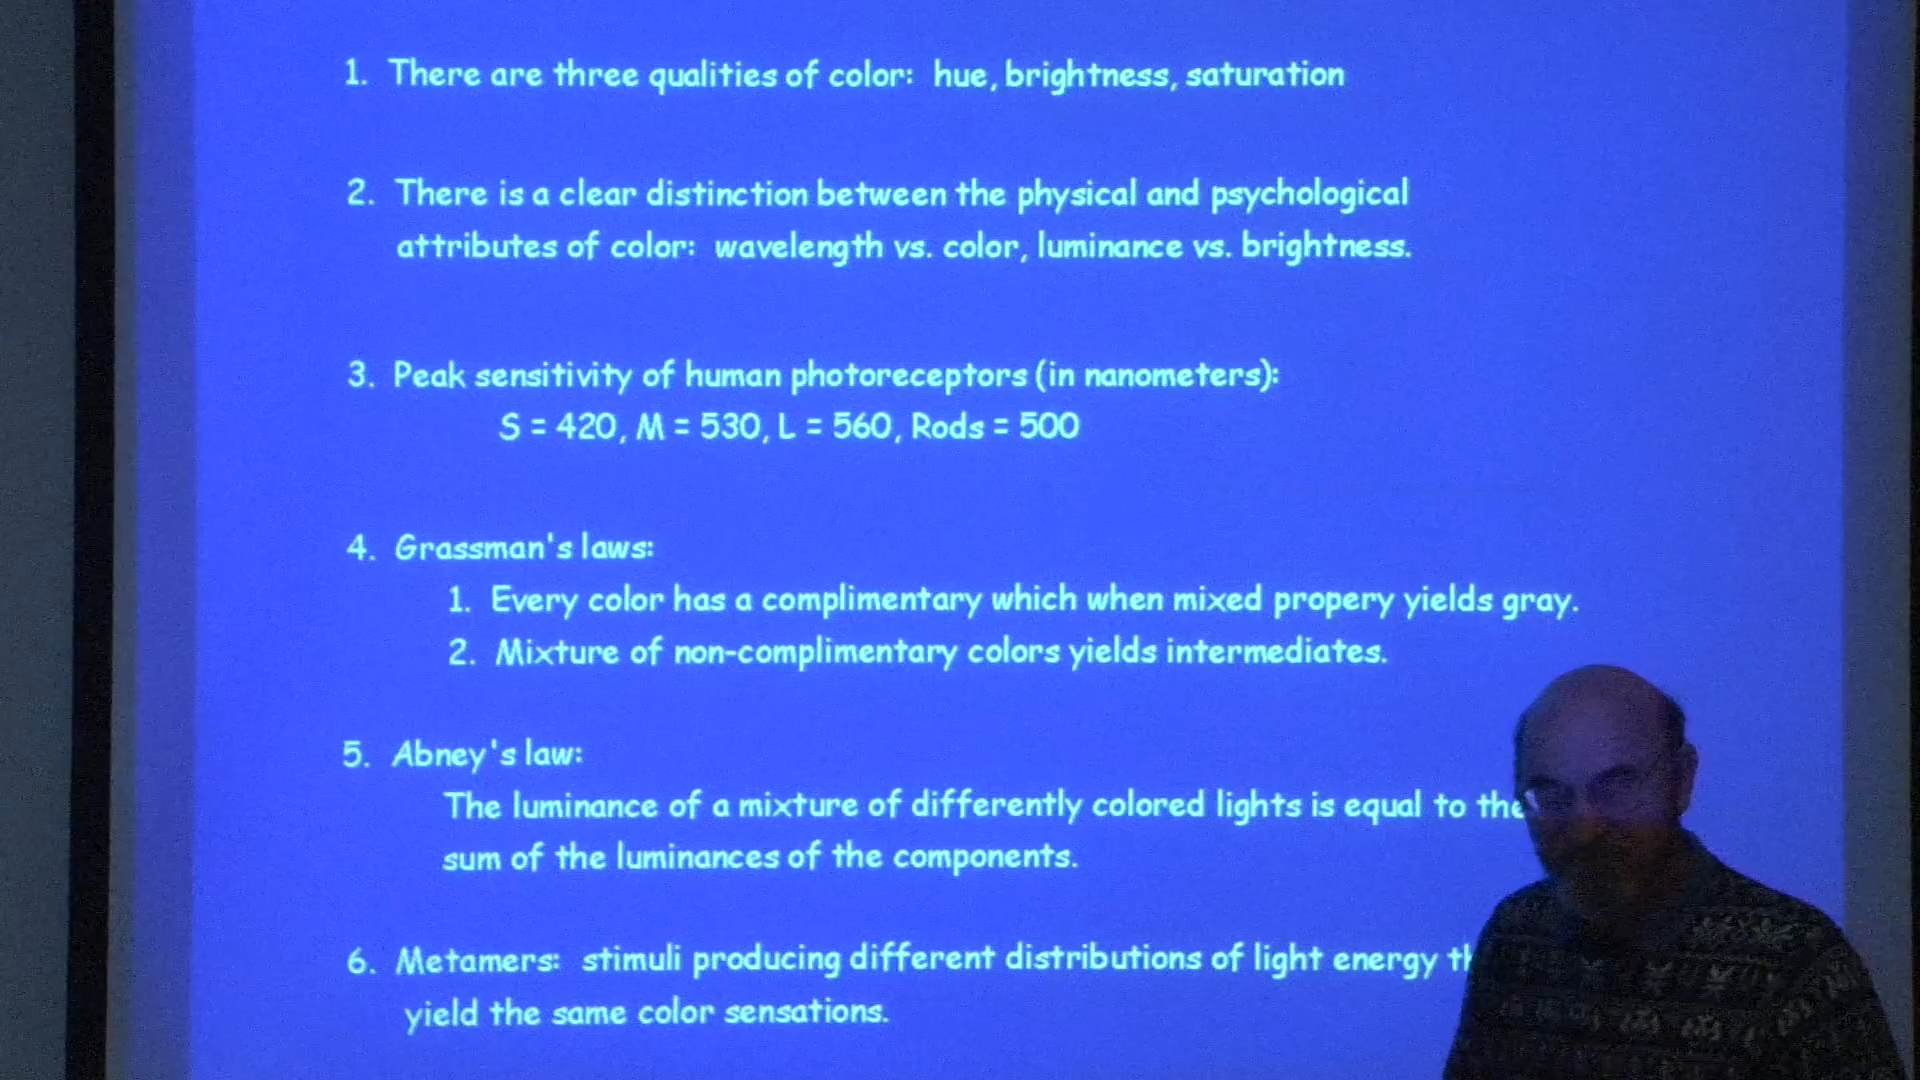 1. There are three qualities of color: hue, brightness, saturation
2. There is a clear distinction between the physical and psychological
attributes of color: wavelength vs. color, luminance vs. brightness.
3. Peak sensitivity of human photoreceptors (in nanometers):
S = 420, M = 530, L = 560, Rods = 500
4. Grassman's laws:
1. Every color has a complimentary which when mixed propery yields gray.
2. Mixture of non-complimentary colors yields intermediates.
5. Abney's law:
The luminance of a mixture of differently colored lights is equal to the
sum of the luminances of the components.
6. Metamers: stimuli producing different distributions of light energy
yield the same color sensations.